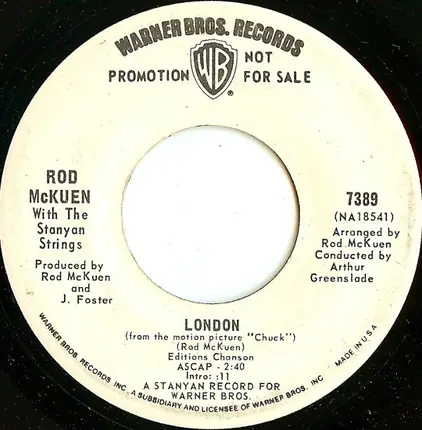 WARNER BROS. RECORDS
PROMOTION NOT FOR SALE
WB
®
ROD McKUEN
With The Stanyan Strings
Produced by Rod McKuen and J. Foster
7389
(NA18541)
Arranged by Rod McKuen
Conducted by Arthur Greenslade
LONDON
(from the motion picture "Chuck")
(Rod McKuen)
Editions Chanson
ASCAP - 2:40
Intro: :11
A STANYAN RECORD FOR
WARNER BROS.
WARNER BROS. RECORDS INC. - A SUBSIDIARY AND LICENSEE OF WARNER BROS. INC.
MADE IN U.S.A